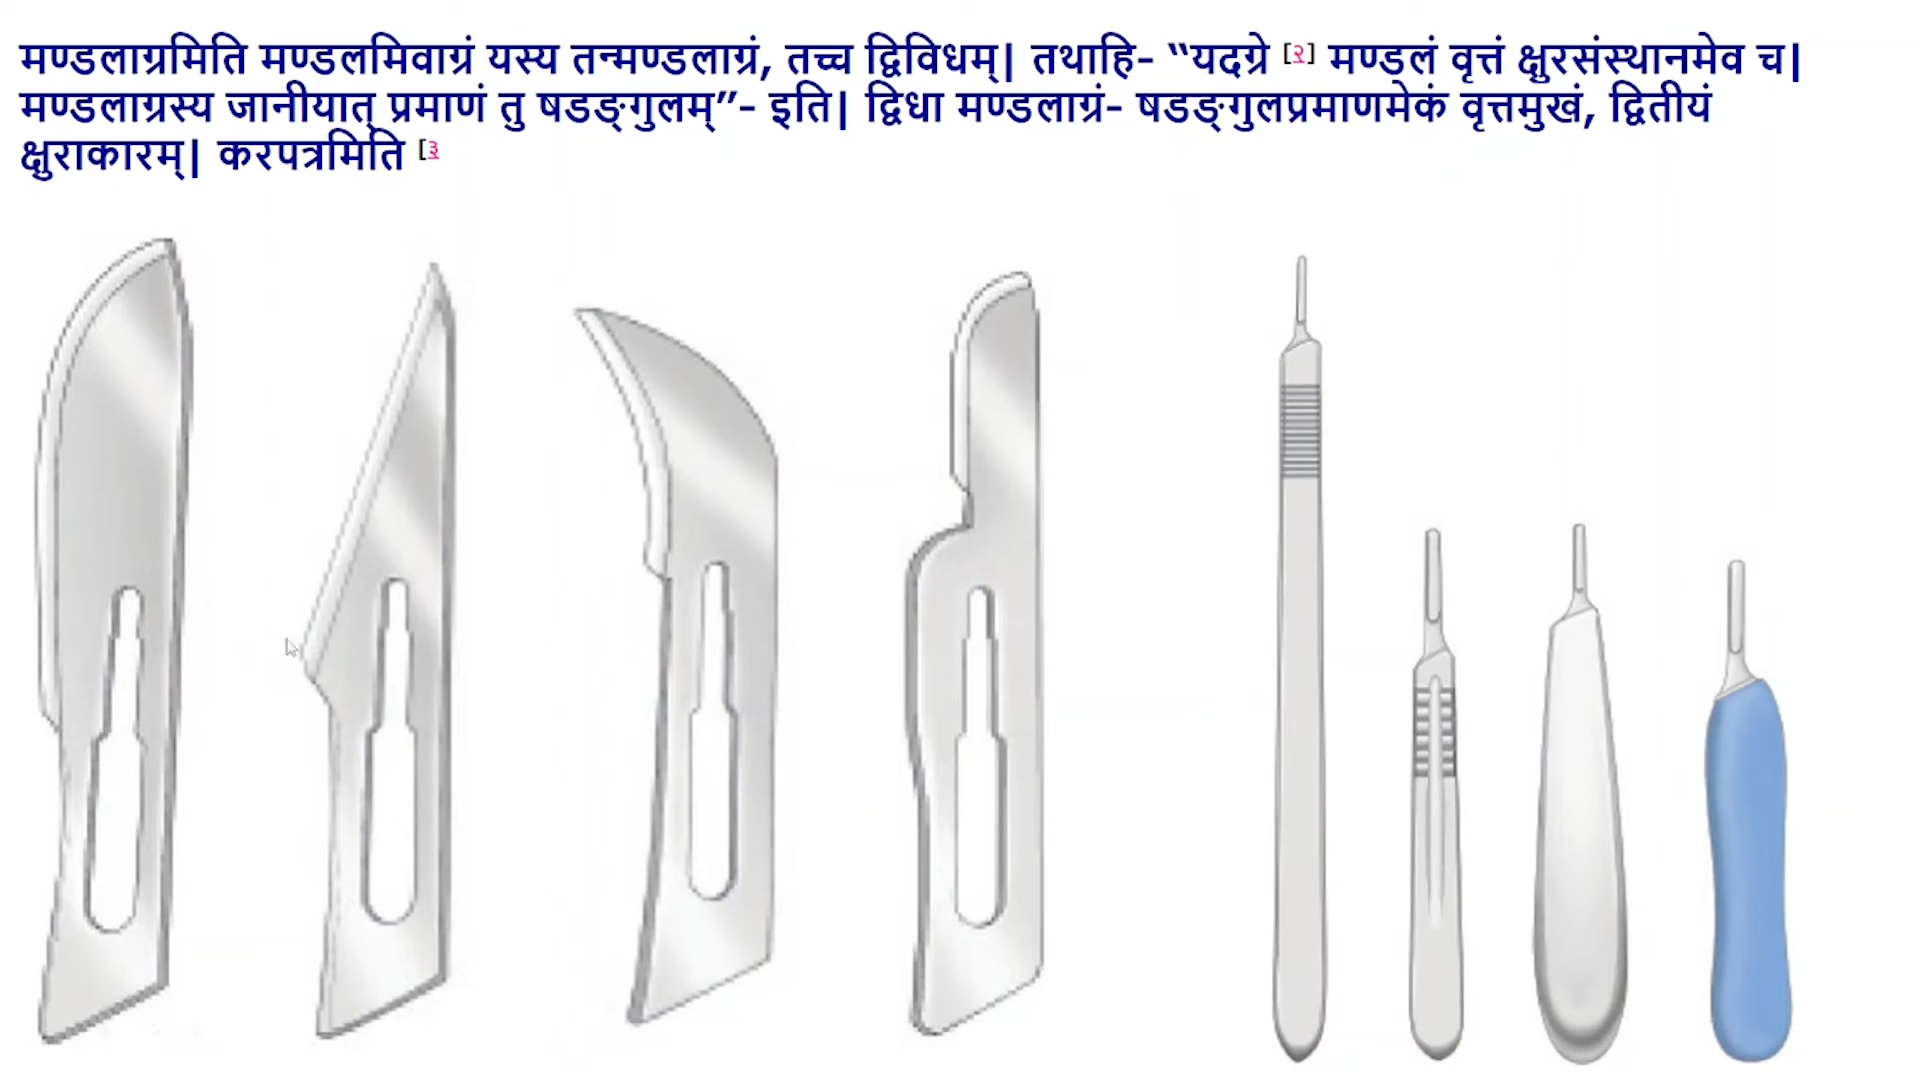 मण्डलाग्रमिति मण्डलमिवाग्रं यस्य तन्मण्डलाग्रं, तच्च द्विविधम्| तथाहि- “यदग्रे [२] मण्डलं वृत्तं क्षुरसंस्थानमेव च|
मण्डलाग्रस्य जानीयात् प्रमाणं तु षडङ्गुलम्”- इति| द्विधा मण्डलाग्रं- षडङ्गुलप्रमाणमेकं वृत्तमुखं, द्वितीयं
क्षुराकारम्| करपत्रमिति [३